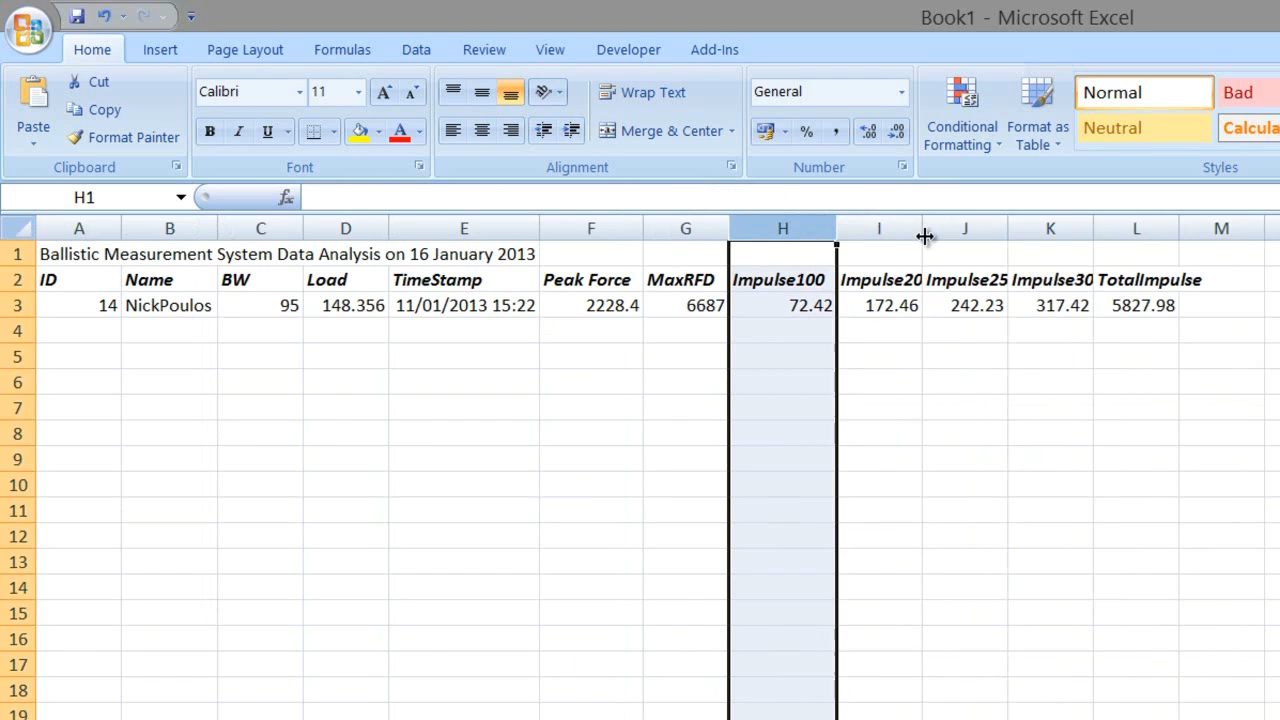 Book1 - Microsoft Excel
Home Insert Page Layout Formulas Data Review View Developer Add-Ins
Cut
Copy
Format Painter
Paste
Clipboard
Calibri 11
B I U A
Font
Wrap Text
Merge & Center
Alignment
General
% ,
Number
Conditional Formatting
Format as Table
Normal Bad
Neutral Calcula
Styles
H1 fx
A B C D E F G H I J K L M
1 Ballistic Measurement System Data Analysis on 16 January 2013
2 ID Name BW Load TimeStamp Peak Force MaxRFD Impulse100 Impulse20 Impulse25 Impulse30 TotalImpulse
3 14 NickPoulos 95 148.356 11/01/2013 15:22 2228.4 6687 72.42 172.46 242.23 317.42 5827.98
4
5
6
7
8
9
10
11
12
13
14
15
16
17
18
19